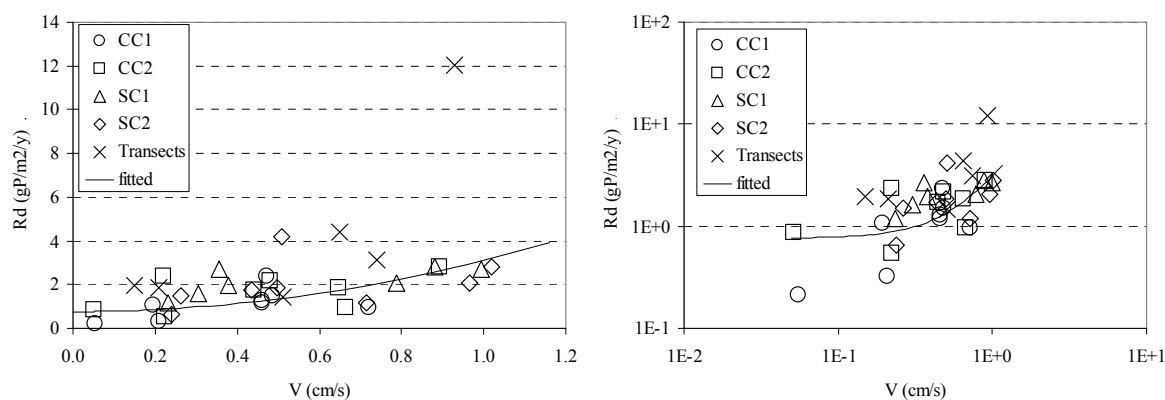 14
12
10
8
6
4
2
0
Rd (gP/m2/y) .
CC1
CC2
SC1
SC2
Transects
fitted
0.0 0.2 0.4 0.6 0.8 1.0 1.2
V (cm/s)
1E+2
1E+1
1E+0
1E-1
Rd (gP/m2/y) .
CC1
CC2
SC1
SC2
Transects
fitted
1E-2 1E-1 1E+0 1E+1
V (cm/s)